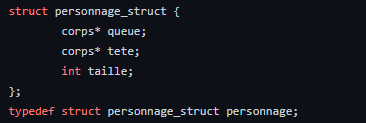 struct personnage_struct {
        corps* queue;
        corps* tete;
        int taille;
};
typedef struct personnage_struct personnage;